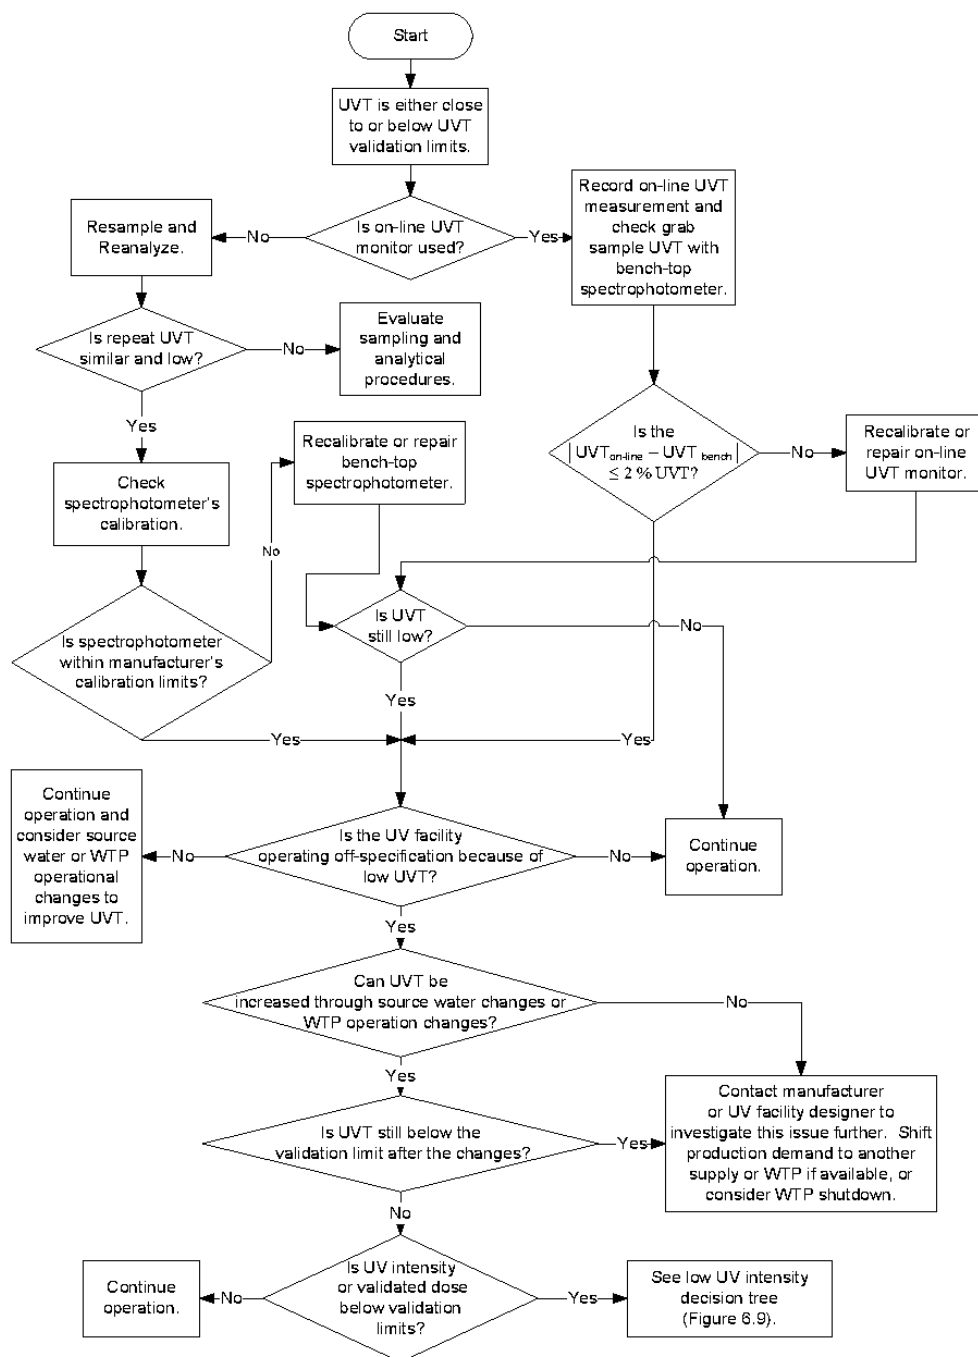 Start
UVT is either close
to or below UVT
validation limits.
Is on-line UVT
monitor used?
No
Yes
Resample and
Reanalyze.
Record on-line UVT
measurement and
check grab
sample UVT with
bench-top
spectrophotometer.
Is repeat UVT
similar and low?
No
Evaluate
sampling and
analytical
procedures.
Yes
Is the
| UVT on-line – UVT bench |
≤ 2 % UVT?
No
Recalibrate or
repair on-line
UVT monitor.
Recalibrate or repair
bench-top
spectrophotometer.
Check
spectrophotometer's
calibration.
No
Is UVT
still low?
No
Is spectrophotometer
within manufacturer's
calibration limits?
Yes
Yes
Yes
Continue
operation and
consider source
water or WTP
operational
changes to
improve UVT.
No
Is the UV facility
operating off-specification because of
low UVT?
No
Continue
operation.
Yes
Can UVT be
increased through source water changes or
WTP operation changes?
No
Yes
Is UVT still below the
validation limit after the changes?
Yes
Contact manufacturer
or UV facility designer to
investigate this issue further. Shift
production demand to another
supply or WTP if available, or
consider WTP shutdown.
No
Continue
operation.
No
Is UV intensity
or validated dose
below validation
limits?
Yes
See low UV intensity
decision tree
(Figure 6.9).